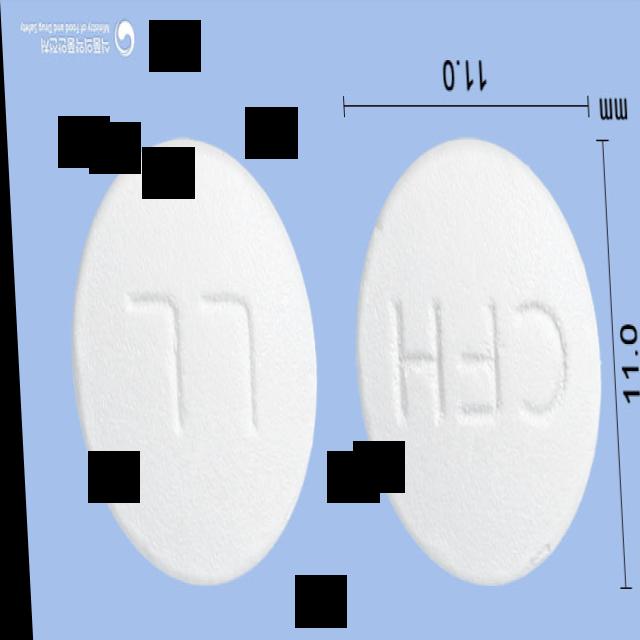 11.0
CFH
LL
mm
11.0
식품의약품안전처
Ministry of Food and Drug Safety